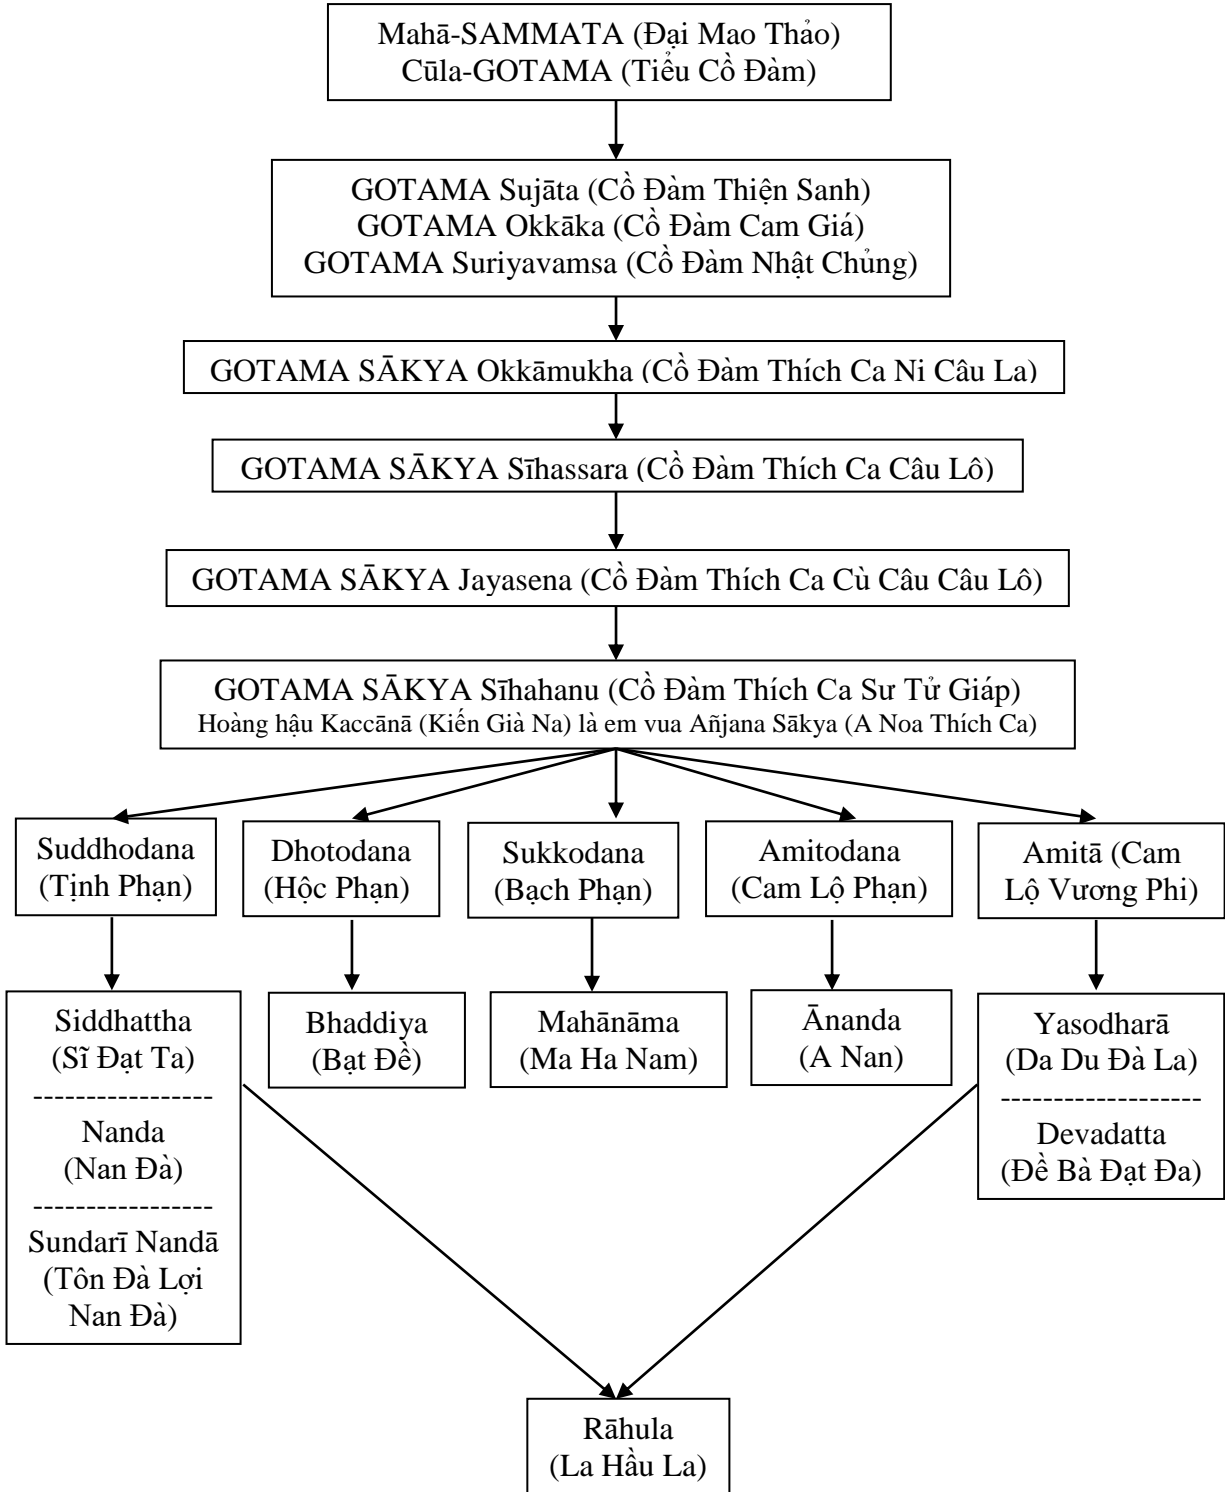 Mahā-SAMMATA (Đại Mao Thảo)
Cūla-GOTAMA (Tiểu Cồ Đàm)
GOTAMA Sujāta (Cồ Đàm Thiện Sanh)
GOTAMA Okkāka (Cồ Đàm Cam Giá)
GOTAMA Suriyavamsa (Cồ Đàm Nhật Chủng)
GOTAMA SĀKYA Okkāmukha (Cồ Đàm Thích Ca Ni Câu La)
GOTAMA SĀKYA Sīhassara (Cồ Đàm Thích Ca Câu Lô)
GOTAMA SĀKYA Jayasena (Cồ Đàm Thích Ca Cù Câu Câu Lô)
GOTAMA SĀKYA Sīhahanu (Cồ Đàm Thích Ca Sư Tử Giáp)
Hoàng hậu Kaccānā (Kiến Già Na) là em vua Añjana Sākya (A Noa Thích Ca)
Suddhodana
(Tịnh Phạn)
Dhotodana
(Hộc Phạn)
Sukkodana
(Bạch Phạn)
Amitodana
(Cam Lộ Phạn)
Amitā (Cam
Lộ Vương Phi)
Siddhattha
(Sĩ Đạt Ta)
-----------------
Nanda
(Nan Đà)
-----------------
Sundarī Nandā
(Tôn Đà Lợi
Nan Đà)
Bhaddiya
(Bạt Đề)
Mahānāma
(Ma Ha Nam)
Ānanda
(A Nan)
Yasodharā
(Da Du Đà La)
-------------------
Devadatta
(Đề Bà Đạt Đa)
Rāhula
(La Hầu La)